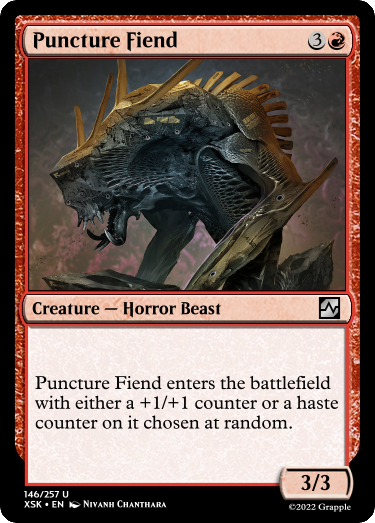 Puncture Fiend 3
Creature — Horror Beast
Puncture Fiend enters the battlefield
with either a +1/+1 counter or a haste
counter on it chosen at random.
3/3
146/257 U
XSK • EN Nivanh Chanthara
©2022 Grapple